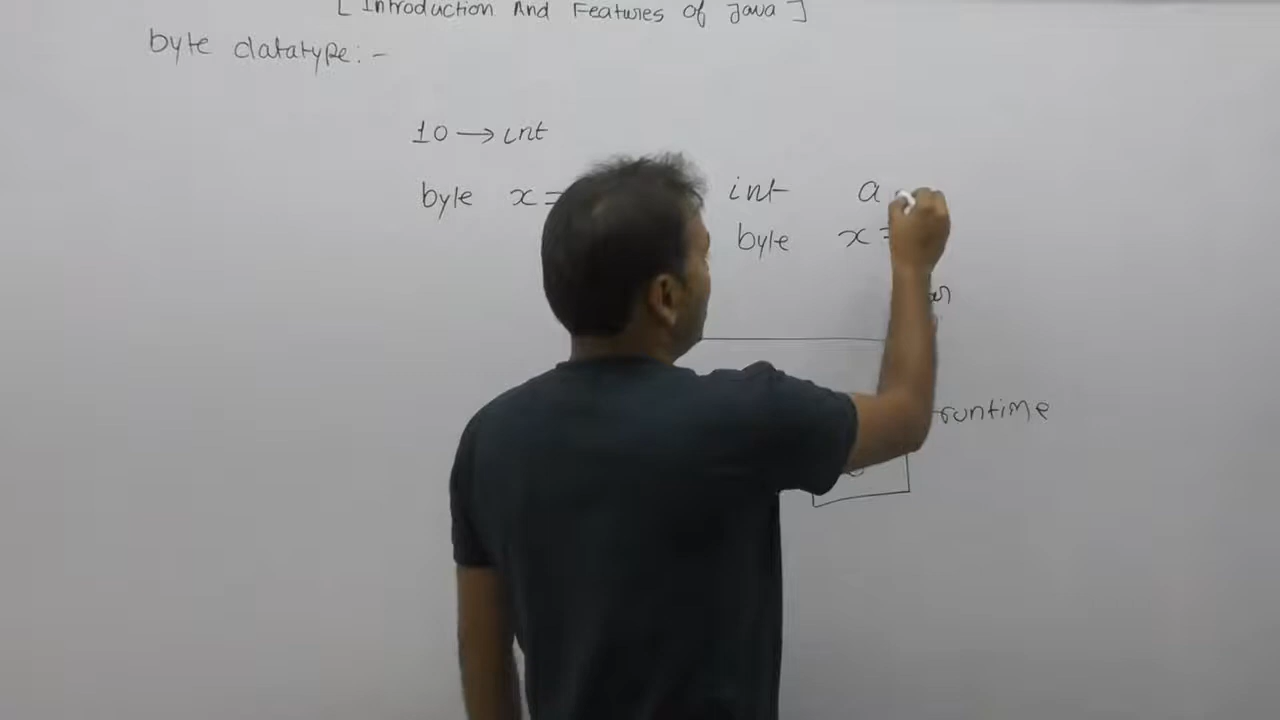 [ Introduction And Features of Java ]
byte datatype: -
10 → int
byte x =
int a
byte x =
runtime